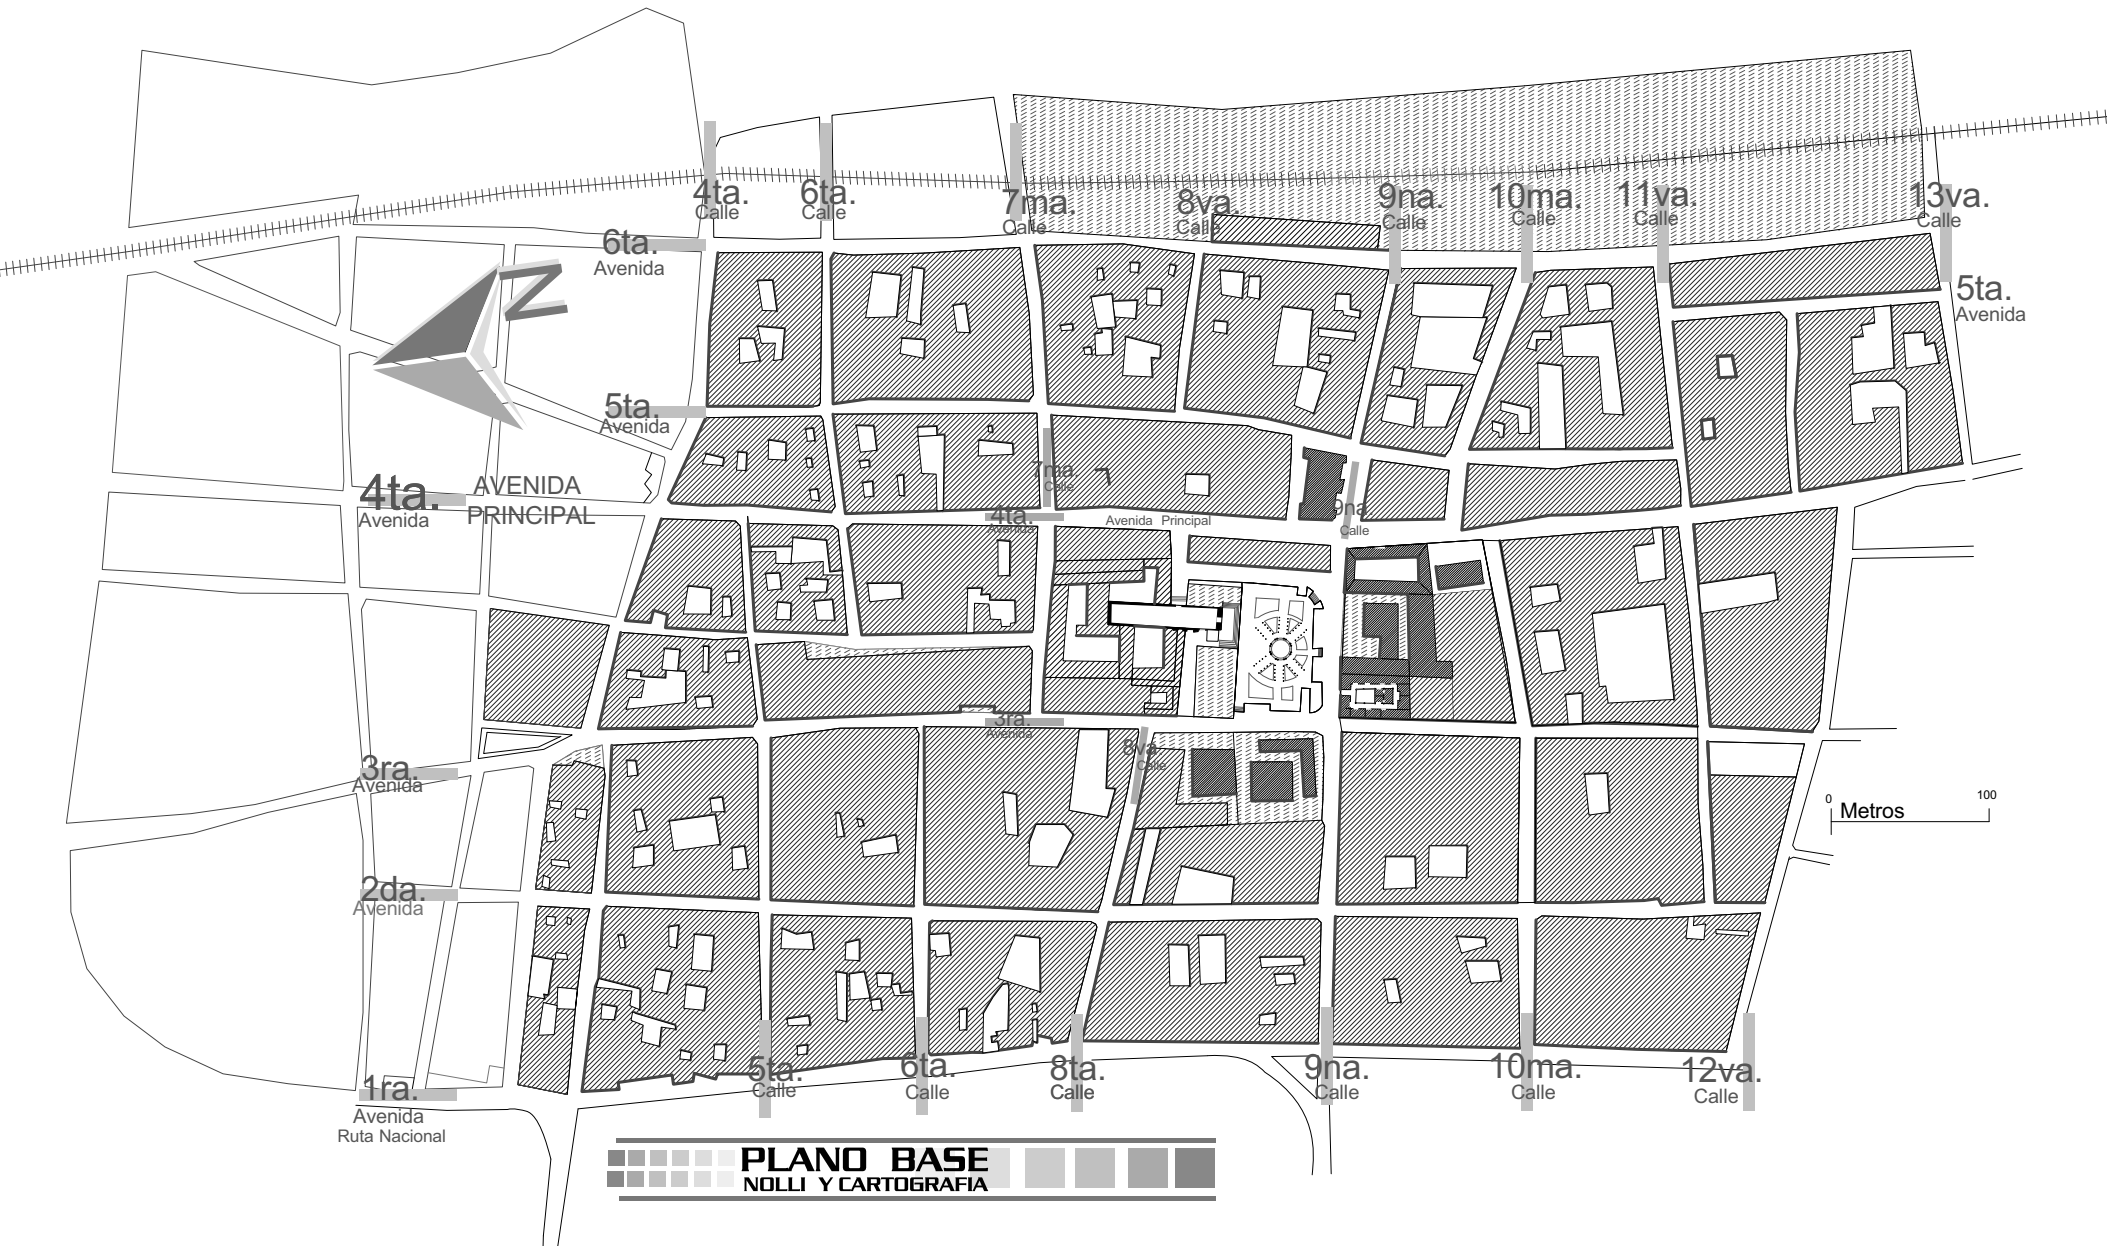 4ta.
Calle
6ta.
Calle
7ma.
Calle
8va.
Calle
9na.
Calle
10ma.
Calle
11va.
Calle
13va.
Calle
6ta.
Avenida
N
5ta.
Avenida
5ta.
Avenida
4ta.
Avenida
AVENIDA
PRINCIPAL
7ma.
Calle
4ta.
Avenida
Avenida Principal
9na.
Calle
3ra.
Avenida
8va.
Calle
3ra.
Avenida
0
100
Metros
2da.
Avenida
1ra.
Avenida
Ruta Nacional
5ta.
Calle
6ta.
Calle
8ta.
Calle
9na.
Calle
10ma.
Calle
12va.
Calle
PLANO BASE
NOLLI Y CARTOGRAFIA